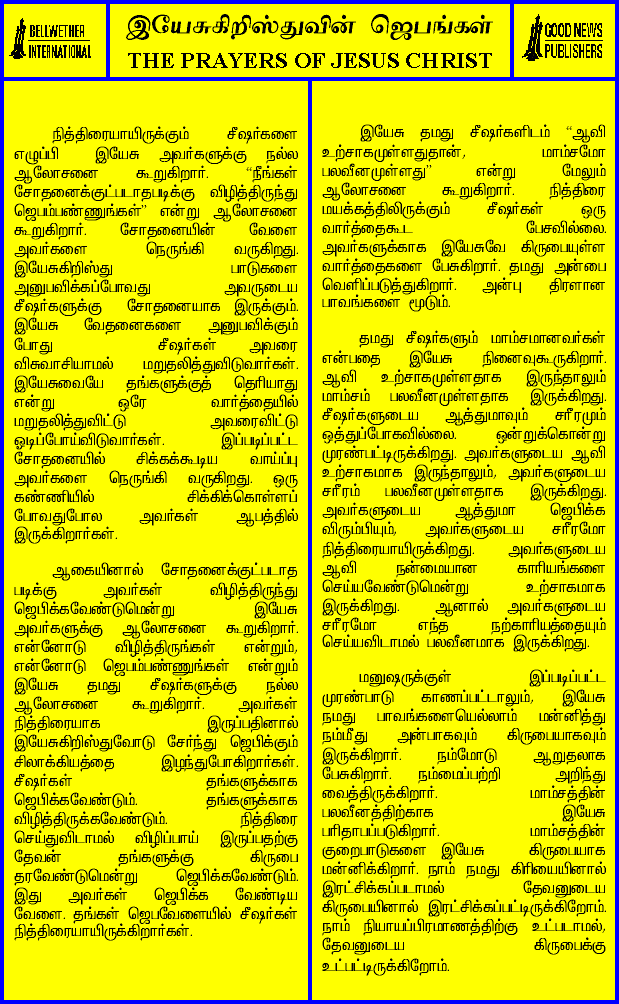 BELLWETHER
INTERNATIONAL
இயேசுகிறிஸ்துவின் ஜெபங்கள்
THE PRAYERS OF JESUS CHRIST
GOOD NEWS
PUBLISHERS
நித்திரையாயிருக்கும் சீஷர்களை
எழுப்பி இயேசு அவர்களுக்கு நல்ல
ஆலோசனை கூறுகிறார். “நீங்கள்
சோதனைக்குட்படாதபடிக்கு விழித்திருந்து
ஜெபம்பண்ணுங்கள்” என்று ஆலோசனை
கூறுகிறார். சோதனையின் வேளை
அவர்களை நெருங்கி வருகிறது.
இயேசுகிறிஸ்து பாடுகளை
அனுபவிக்கப்போவது அவருடைய
சீஷர்களுக்கு சோதனையாக இருக்கும்.
இயேசு வேதனைகளை அனுபவிக்கும்
போது சீஷர்கள் அவரை
விசுவாசியாமல் மறுதலித்துவிடுவார்கள்.
இயேசுவையே தங்களுக்குத் தெரியாது
என்று ஒரே வார்த்தையில்
மறுதலித்துவிட்டு அவரைவிட்டு
ஓடிப்போய்விடுவார்கள். இப்படிப்பட்ட
சோதனையில் சிக்கக்கூடிய வாய்ப்பு
அவர்களை நெருங்கி வருகிறது. ஒரு
கண்ணியில் சிக்கிக்கொள்ளப்
போவதுபோல அவர்கள் ஆபத்தில்
இருக்கிறார்கள்.
ஆகையினால் சோதனைக்குட்படாத
படிக்கு அவர்கள் விழித்திருந்து
ஜெபிக்கவேண்டுமென்று இயேசு
அவர்களுக்கு ஆலோசனை கூறுகிறார்.
என்னோடு விழித்திருங்கள் என்றும்,
என்னோடு ஜெபம்பண்ணுங்கள் என்றும்
இயேசு தமது சீஷர்களுக்கு நல்ல
ஆலோசனை கூறுகிறார். அவர்கள்
நித்திரையாக இருப்பதினால்
இயேசுகிறிஸ்துவோடு சேர்ந்து ஜெபிக்கும்
சிலாக்கியத்தை இழந்துபோகிறார்கள்.
சீஷர்கள் தங்களுக்காக
ஜெபிக்கவேண்டும். தங்களுக்காக
விழித்திருக்கவேண்டும். நித்திரை
செய்துவிடாமல் விழிப்பாய் இருப்பதற்கு
தேவன் தங்களுக்கு கிருபை
தரவேண்டுமென்று ஜெபிக்கவேண்டும்.
இது அவர்கள் ஜெபிக்க வேண்டிய
வேளை. தங்கள் ஜெபவேளையில் சீஷர்கள்
நித்திரையாயிருக்கிறார்கள்.
இயேசு தமது சீஷர்களிடம் “ஆவி
உற்சாகமுள்ளதுதான், மாம்சமோ
பலவீனமுள்ளது” என்று மேலும்
ஆலோசனை கூறுகிறார். நித்திரை
மயக்கத்திலிருக்கும் சீஷர்கள் ஒரு
வார்த்தைகூட பேசவில்லை.
அவர்களுக்காக இயேசுவே கிருபையுள்ள
வார்த்தைகளை பேசுகிறார். தமது அன்பை
வெளிப்படுத்துகிறார். அன்பு திரளான
பாவங்களை மூடும்.
தமது சீஷர்களும் மாம்சமானவர்கள்
என்பதை இயேசு நினைவுகூருகிறார்.
ஆவி உற்சாகமுள்ளதாக இருந்தாலும்
மாம்சம் பலவீனமுள்ளதாக இருக்கிறது.
சீஷர்களுடைய ஆத்துமாவும் சரீரமும்
ஒத்துப்போகவில்லை. ஒன்றுக்கொன்று
முரண்பட்டிருக்கிறது. அவர்களுடைய ஆவி
உற்சாகமாக இருந்தாலும், அவர்களுடைய
சரீரம் பலவீனமுள்ளதாக இருக்கிறது.
அவர்களுடைய ஆத்துமா ஜெபிக்க
விரும்பியும், அவர்களுடைய சரீரமோ
நித்திரையாயிருக்கிறது. அவர்களுடைய
ஆவி நன்மையான காரியங்களை
செய்யவேண்டுமென்று உற்சாகமாக
இருக்கிறது. ஆனால் அவர்களுடைய
சரீரமோ எந்த நற்காரியத்தையும்
செய்யவிடாமல் பலவீனமாக இருக்கிறது.
மனுஷருக்குள் இப்படிப்பட்ட
முரண்பாடு காணப்பட்டாலும், இயேசு
நமது பாவங்களையெல்லாம் மன்னித்து
நம்மீது அன்பாகவும் கிருபையாகவும்
இருக்கிறார். நம்மோடு ஆறுதலாக
பேசுகிறார். நம்மைப்பற்றி அறிந்து
வைத்திருக்கிறார். மாம்சத்தின்
பலவீனத்திற்காக இயேசு
பரிதாபப்படுகிறார். மாம்சத்தின்
குறைபாடுகளை இயேசு கிருபையாக
மன்னிக்கிறார். நாம் நமது கிரியையினால்
இரட்சிக்கப்படாமல் தேவனுடைய
கிருபையினால் இரட்சிக்கப்பட்டிருக்கிறோம்.
நாம் நியாயப்பிரமாணத்திற்கு உட்படாமல்,
தேவனுடைய கிருபைக்கு
உட்பட்டிருக்கிறோம்.